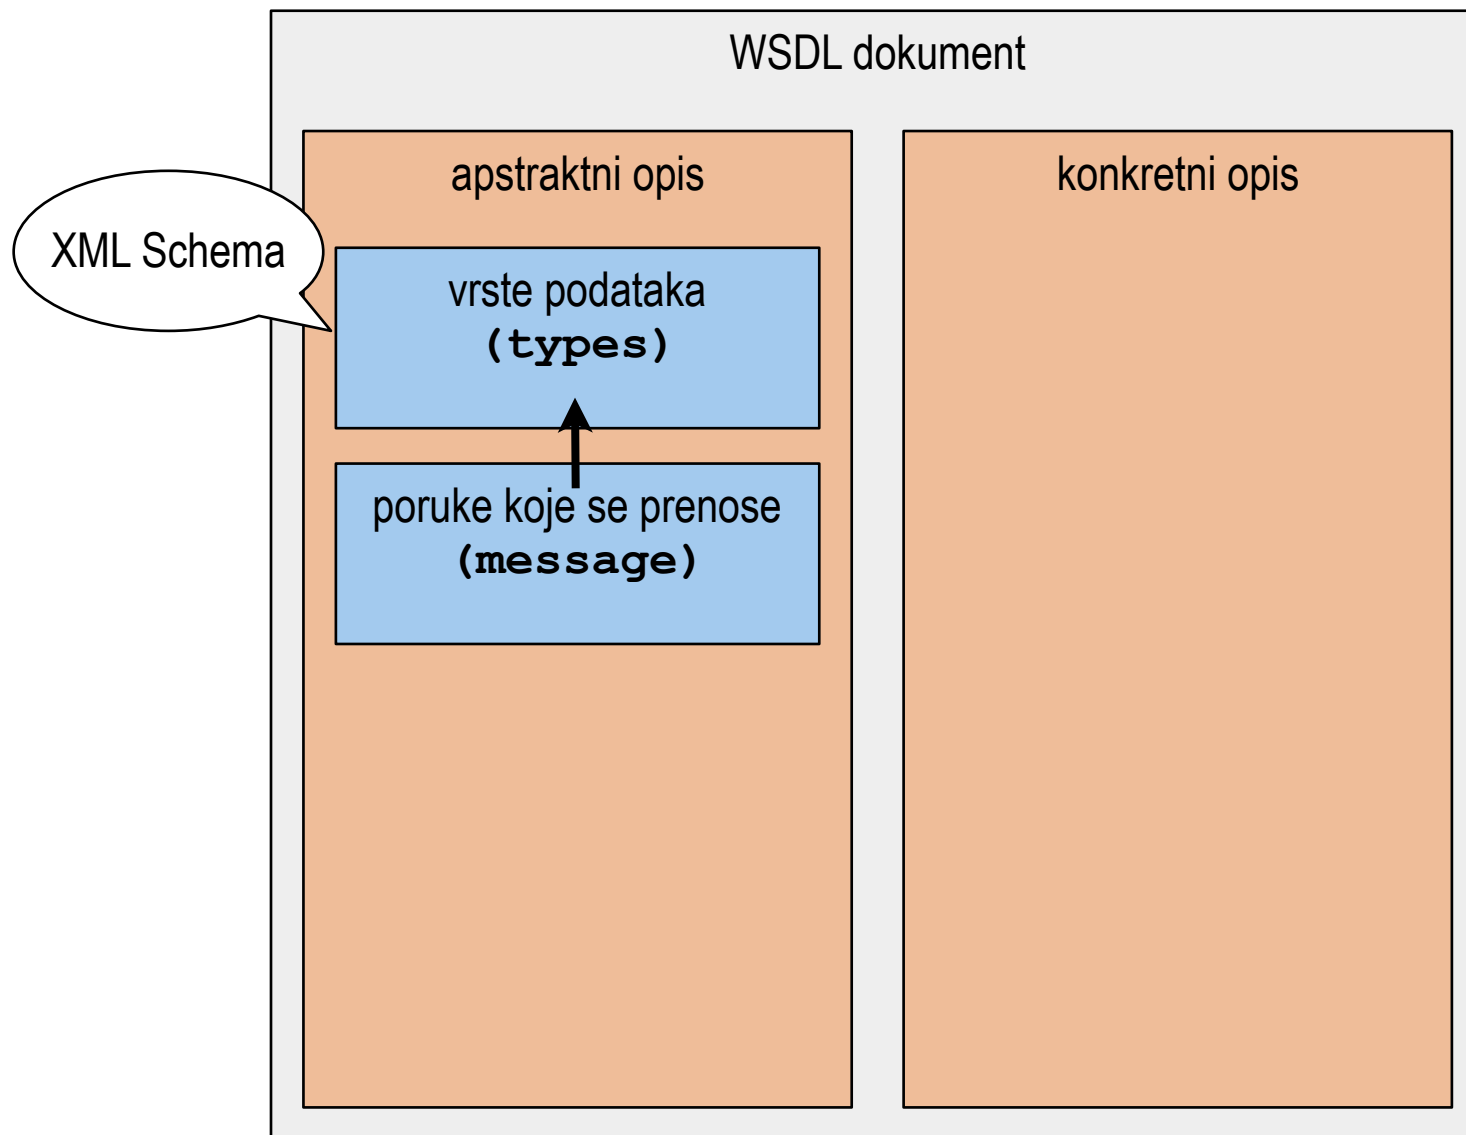 WSDL dokument
apstraktni opis
konkretni opis
XML Schema
vrste podataka
(types)
poruke koje se prenose
(message)